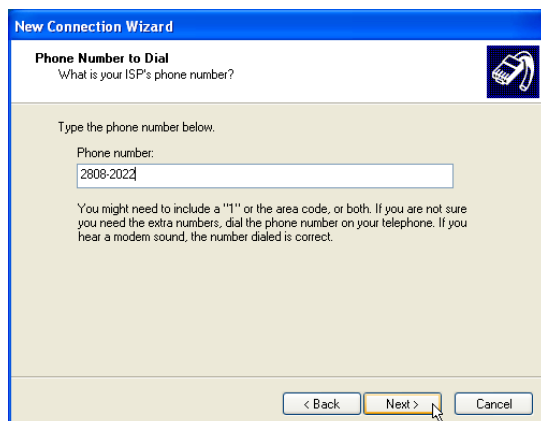 New Connection Wizard
Phone Number to Dial
What is your ISP's phone number?
Type the phone number below.
Phone number:
2808-2022
You might need to include a "1" or the area code, or both. If you are not sure
you need the extra numbers, dial the phone number on your telephone. If you
hear a modem sound, the number dialed is correct.
< Back Next > Cancel